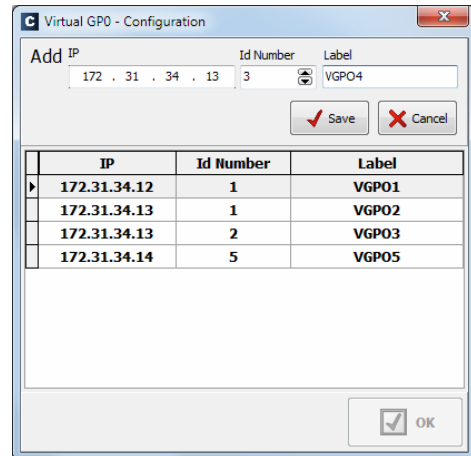 C Virtual GP0 - Configuration
Add IP Id Number Label
172 . 31 . 34 . 13 3 VGPO4
Save Cancel
IP Id Number Label
172.31.34.12 1 VGPO1
172.31.34.13 1 VGPO2
172.31.34.13 2 VGPO3
172.31.34.14 5 VGPO5
OK